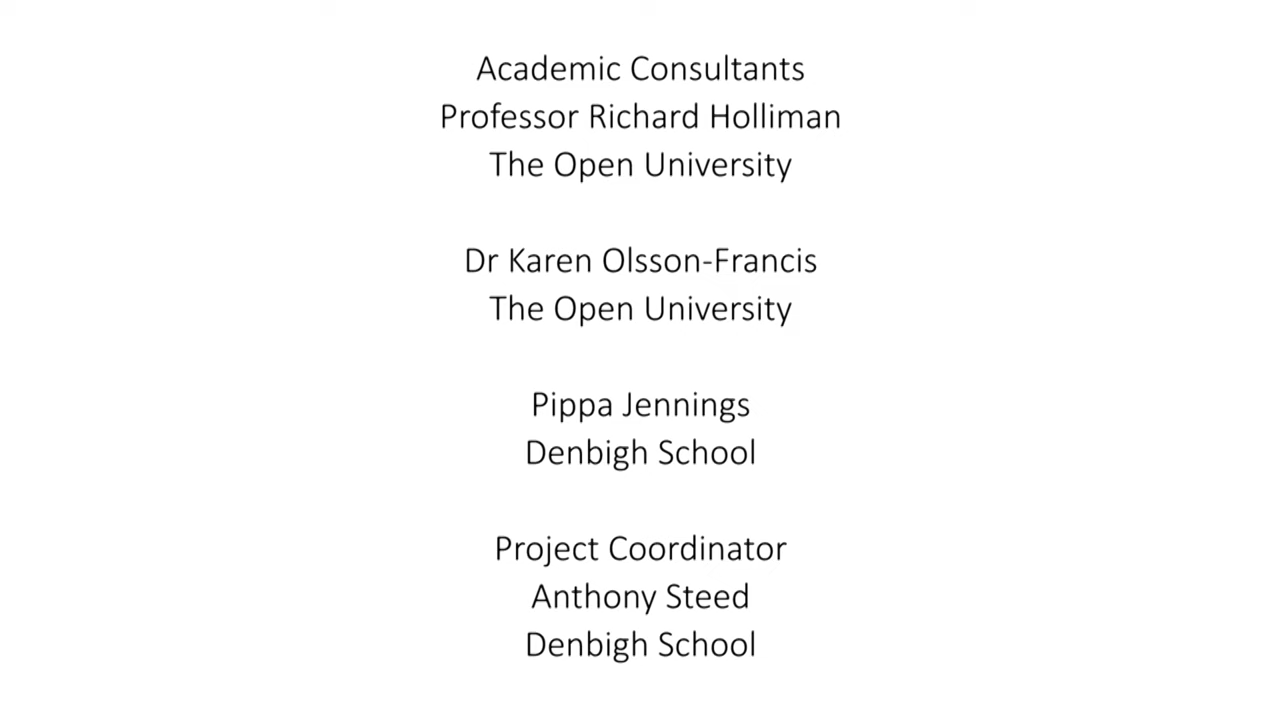 Academic Consultants
Professor Richard Holliman
The Open University
Dr Karen Olsson-Francis
The Open University
Pippa Jennings
Denbigh School
Project Coordinator
Anthony Steed
Denbigh School